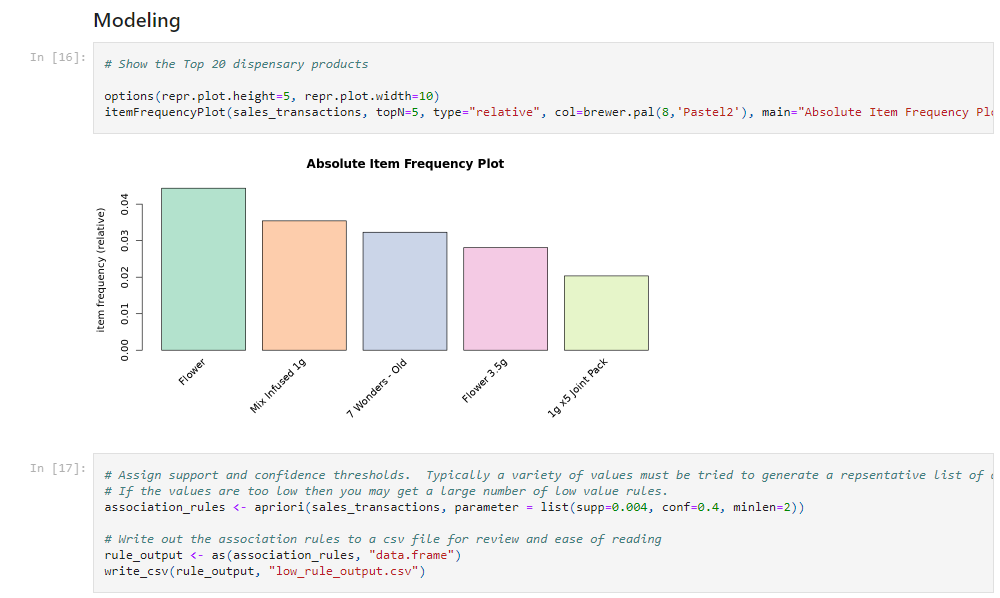 Modeling
In [16]:
# Show the Top 20 dispensary products
options(repr.plot.height=5, repr.plot.width=10)
itemFrequencyPlot(sales_transactions, topN=5, type="relative", col=brewer.pal(8,'Pastel2'), main="Absolute Item Frequency
Absolute Item Frequency Plot
item frequency (relative)
0.04
0.03
0.02
0.01
0.00
Flower
Mix Infused 1g
7 Wonders - Old
Flower 3.5g
1g x5 Joint Pack
In [17]:
# Assign support and confidence thresholds.  Typically a variety of values must be tried to generate a repsentative list of
# If the values are too low then you may get a large number of low value rules.
association_rules <- apriori(sales_transactions, parameter = list(supp=0.004, conf=0.4, minlen=2))
# Write out the association rules to a csv file for review and ease of reading
rule_output <- as(association_rules, "data.frame")
write_csv(rule_output, "low_rule_output.csv")